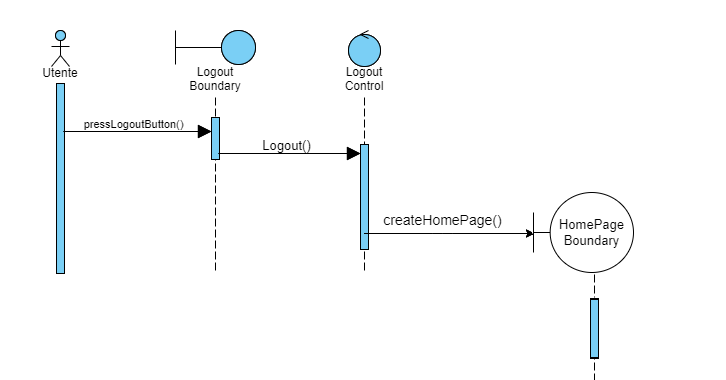 Utente
Logout
Boundary
Logout
Control
pressLogoutButton()
Logout()
createHomePage()
HomePage
Boundary